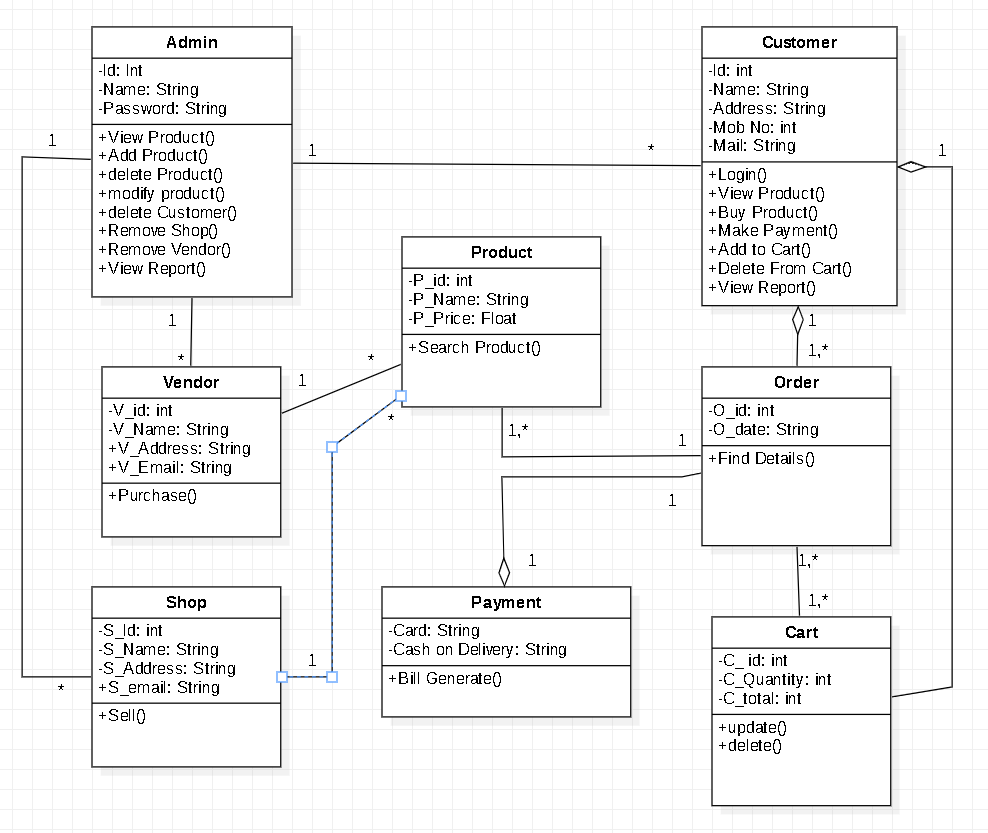 Admin
-Id: Int
-Name: String
-Password: String
+View Product()
+Add Product()
+delete Product()
+modify product()
+delete Customer()
+Remove Shop()
+Remove Vendor()
+View Report()
Customer
-Id: int
-Name: String
-Address: String
-Mob No: int
-Mail: String
+Login()
+View Product()
+Buy Product()
+Make Payment()
+Add to Cart()
+Delete From Cart()
+View Report()
1
1
*
1
Product
-P_id: int
-P_Name: String
-P_Price: Float
+Search Product()
1
*
1
1,*
1
*
*
Vendor
-V_id: int
-V_Name: String
+V_Address: String
+V_Email: String
+Purchase()
Order
-O_id: int
-O_date: String
+Find Details()
1,*
1
1
1
1,*
1,*
Shop
-S_Id: int
-S_Name: String
-S_Address: String
+S_email: String
+Sell()
1
*
Payment
-Card: String
-Cash on Delivery: String
+Bill Generate()
Cart
-C_ id: int
-C_Quantity: int
-C_total: int
+update()
+delete()